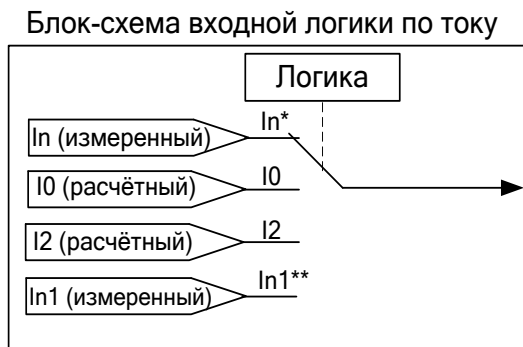 Блок-схема входной логики по току
Логика
In (измеренный) In*
I0 (расчётный) I0
I2 (расчётный) I2
In1 (измеренный) In1**